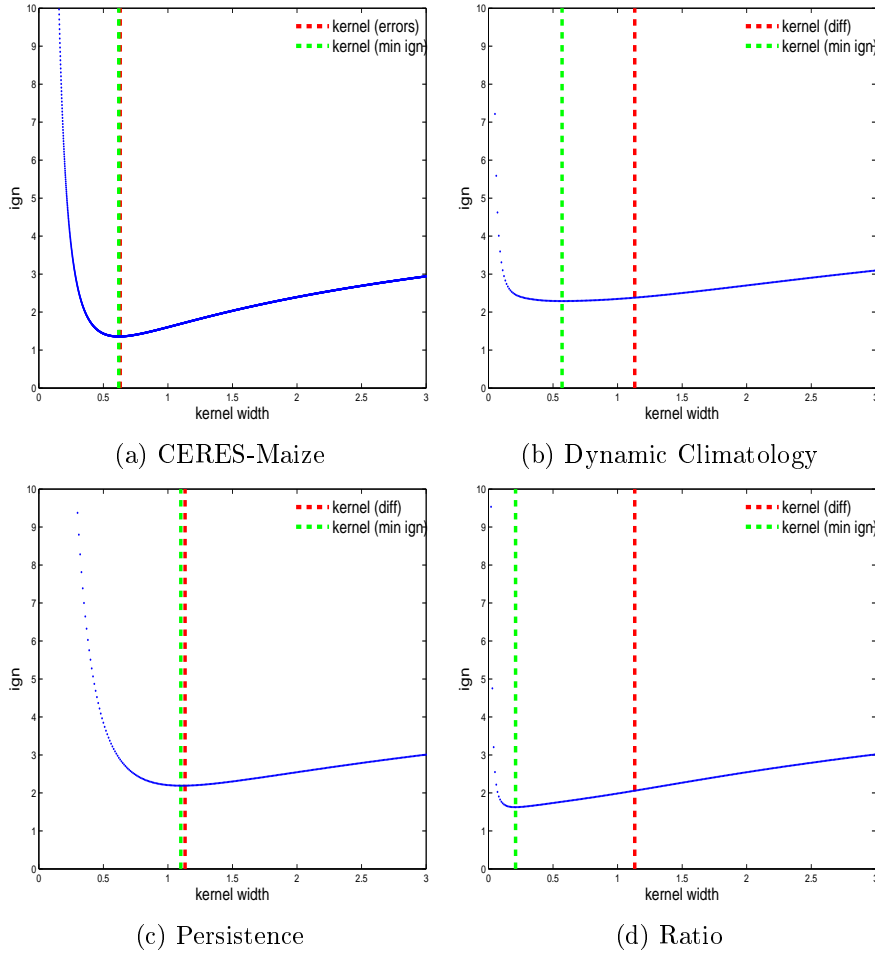 10
9
8
7
6
5
4
3
2
1
0
ign
0 0.5 1 1.5 2 2.5 3
kernel width
kernel (errors)
kernel (min ign)
(a) CERES-Maize
10
9
8
7
6
5
4
3
2
1
0
ign
0 0.5 1 1.5 2 2.5 3
kernel width
kernel (diff)
kernel (min ign)
(b) Dynamic Climatology
10
9
8
7
6
5
4
3
2
1
0
ign
0 0.5 1 1.5 2 2.5 3
kernel width
kernel (diff)
kernel (min ign)
(c) Persistence
10
9
8
7
6
5
4
3
2
1
0
ign
0 0.5 1 1.5 2 2.5 3
kernel width
kernel (diff)
kernel (min ign)
(d) Ratio